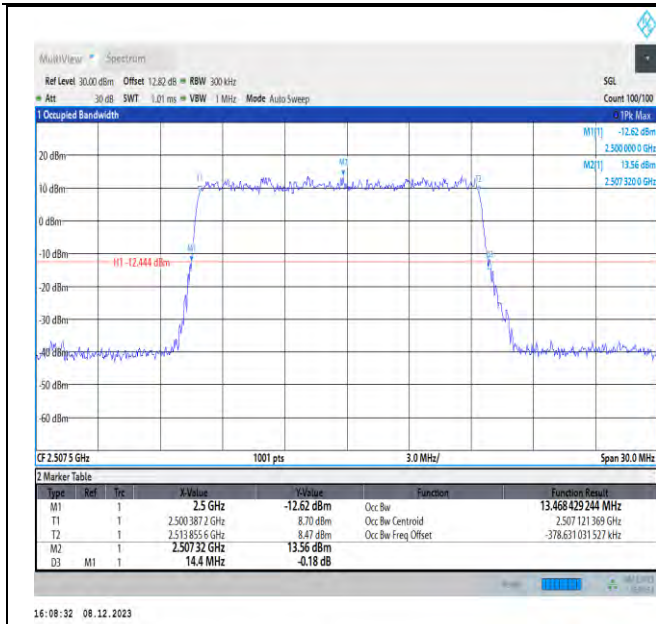 MultiView Spectrum
Ref Level 30.00 dBm Offset 12.82 dB RBW 300 kHz SGL
Att 30 dB SWT 1.01 ms VBW 1 MHz Mode Auto Sweep Count 100/100
1 Occupied Bandwidth 1Pk Max
M1[1] -12.62 dBm
2.500 000 0 GHz
M2[1] 13.56 dBm
2.507 320 0 GHz
20 dBm
M2
T1 T2
10 dBm
0 dBm
-10 dBm
M1
H1 -12.444 dBm
-20 dBm
-30 dBm
-40 dBm
-50 dBm
-60 dBm
CF 2.507 5 GHz 1001 pts 3.0 MHz/ Span 30.0 MHz
2 Marker Table
Type Ref Trc X-Value Y-Value Function Function Result
M1 1 2.5 GHz -12.62 dBm Occ Bw 13.468 429 244 MHz
T1 1 2.500 387 2 GHz 8.70 dBm Occ Bw Centroid 2.507 121 369 GHz
T2 1 2.513 855 6 GHz 8.47 dBm Occ Bw Freq Offset -378.631 031 527 kHz
M2 1 2.507 32 GHz 13.56 dBm
D3 M1 1 14.4 MHz -0.18 dB
16:08:32 08.12.2023